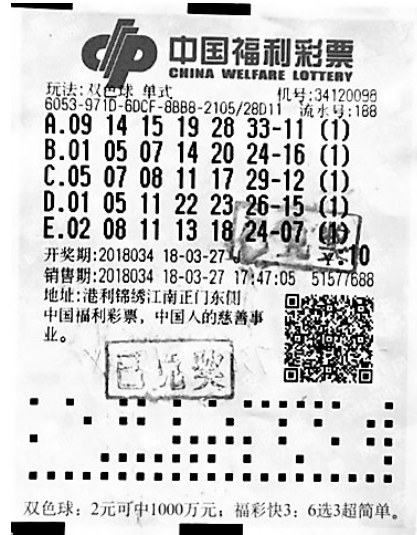 中国福利彩票
CHINA WELFARE LOTTERY
玩法:双色球 单式 机号:34120098
6053-971D-6DCF-8BB8-2105/28D11 流水号:188
A.09 14 15 19 28 33-11 (1)
B.01 05 07 14 20 24-16 (1)
C.05 07 08 11 17 29-12 (1)
D.01 05 11 22 23 26-15 (1)
E.02 08 11 13 18 24-07 (1)
开奖期:2018034 18-03-27 ¥:10
销售期:2018034 18-03-27 17:47:05 51577688
地址:港利锦绣江南正门东侧
中国福利彩票，中国人的慈善事
业。
已兑奖
双色球：2元可中1000万元；福彩快3：6选3超简单。